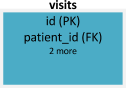 visits
id (PK)
patient_id (FK)
2 more